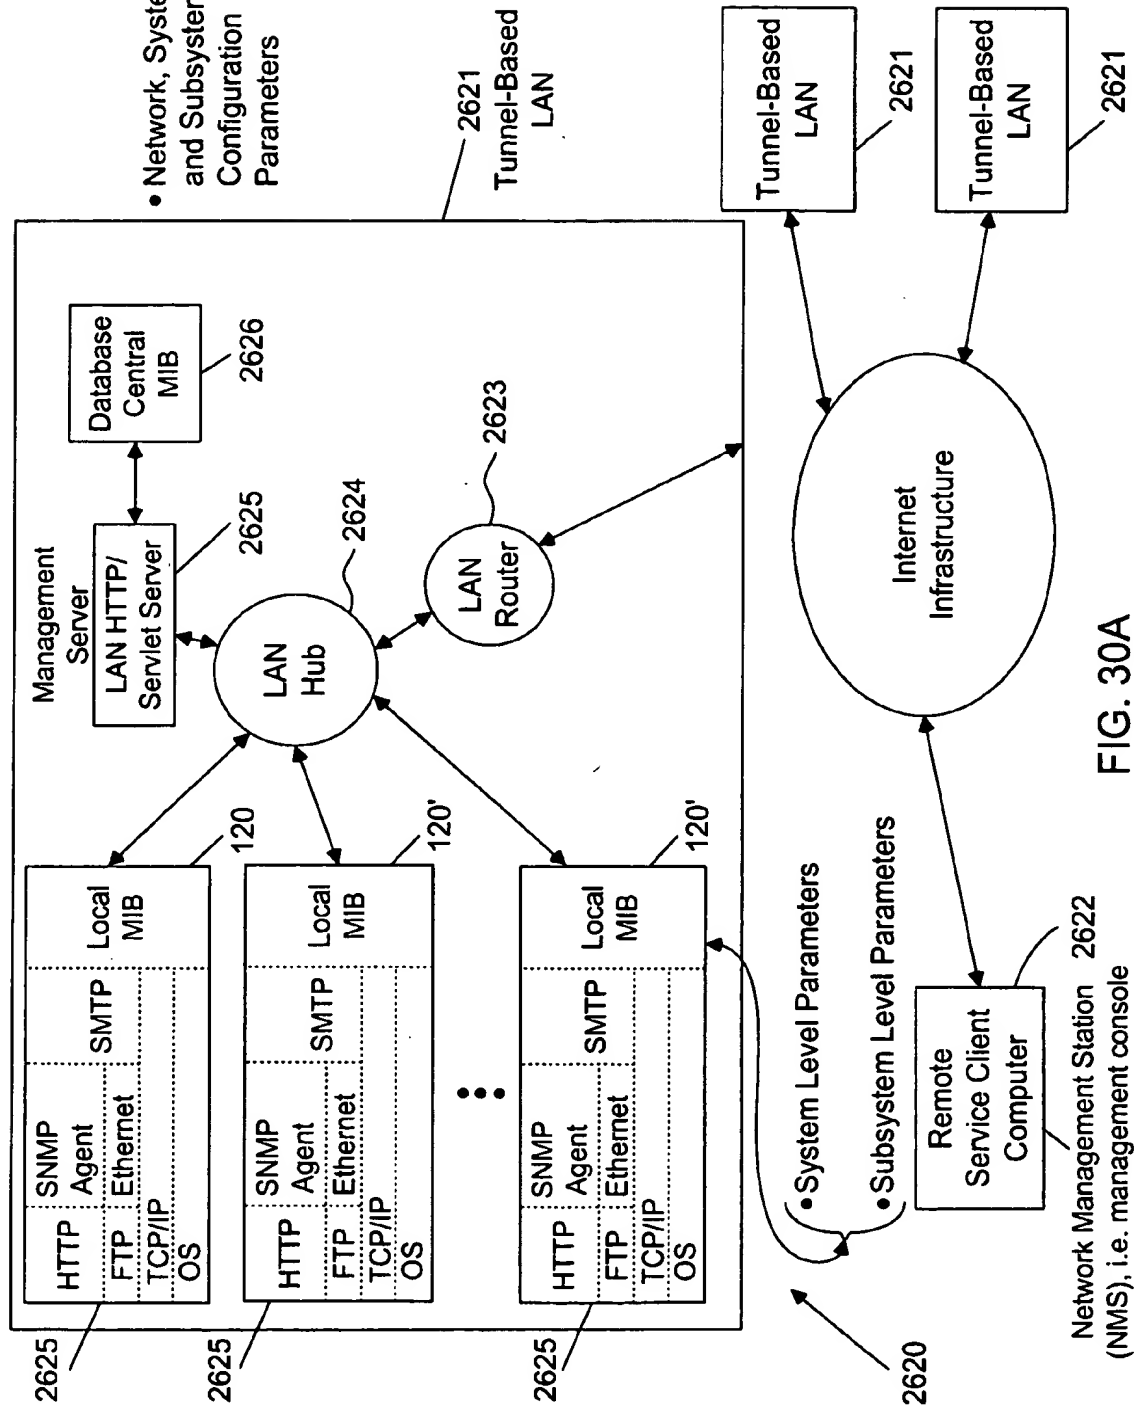 • Network, Syste
and Subsyster
Configuration
Parameters
2621
Tunnel-Based
LAN
Management
Server
LAN HTTP/
Servlet Server
2625
Database
Central
MIB
2626
LAN
Hub
2624
LAN
Router
2623
2625
HTTP
SNMP
Agent
SMTP
Local
MIB
FTP
Ethernet
TCP/IP
OS
120
2625
HTTP
SNMP
Agent
SMTP
Local
MIB
FTP
Ethernet
TCP/IP
OS
120'
2625
HTTP
SNMP
Agent
SMTP
Local
MIB
FTP
Ethernet
TCP/IP
OS
120'
2620
• System Level Parameters
• Subsystem Level Parameters
Remote
Service Client
Computer
2622
Network Management Station
(NMS), i.e. management console
Internet
Infrastructure
Tunnel-Based
LAN
2621
Tunnel-Based
LAN
2621
FIG. 30A